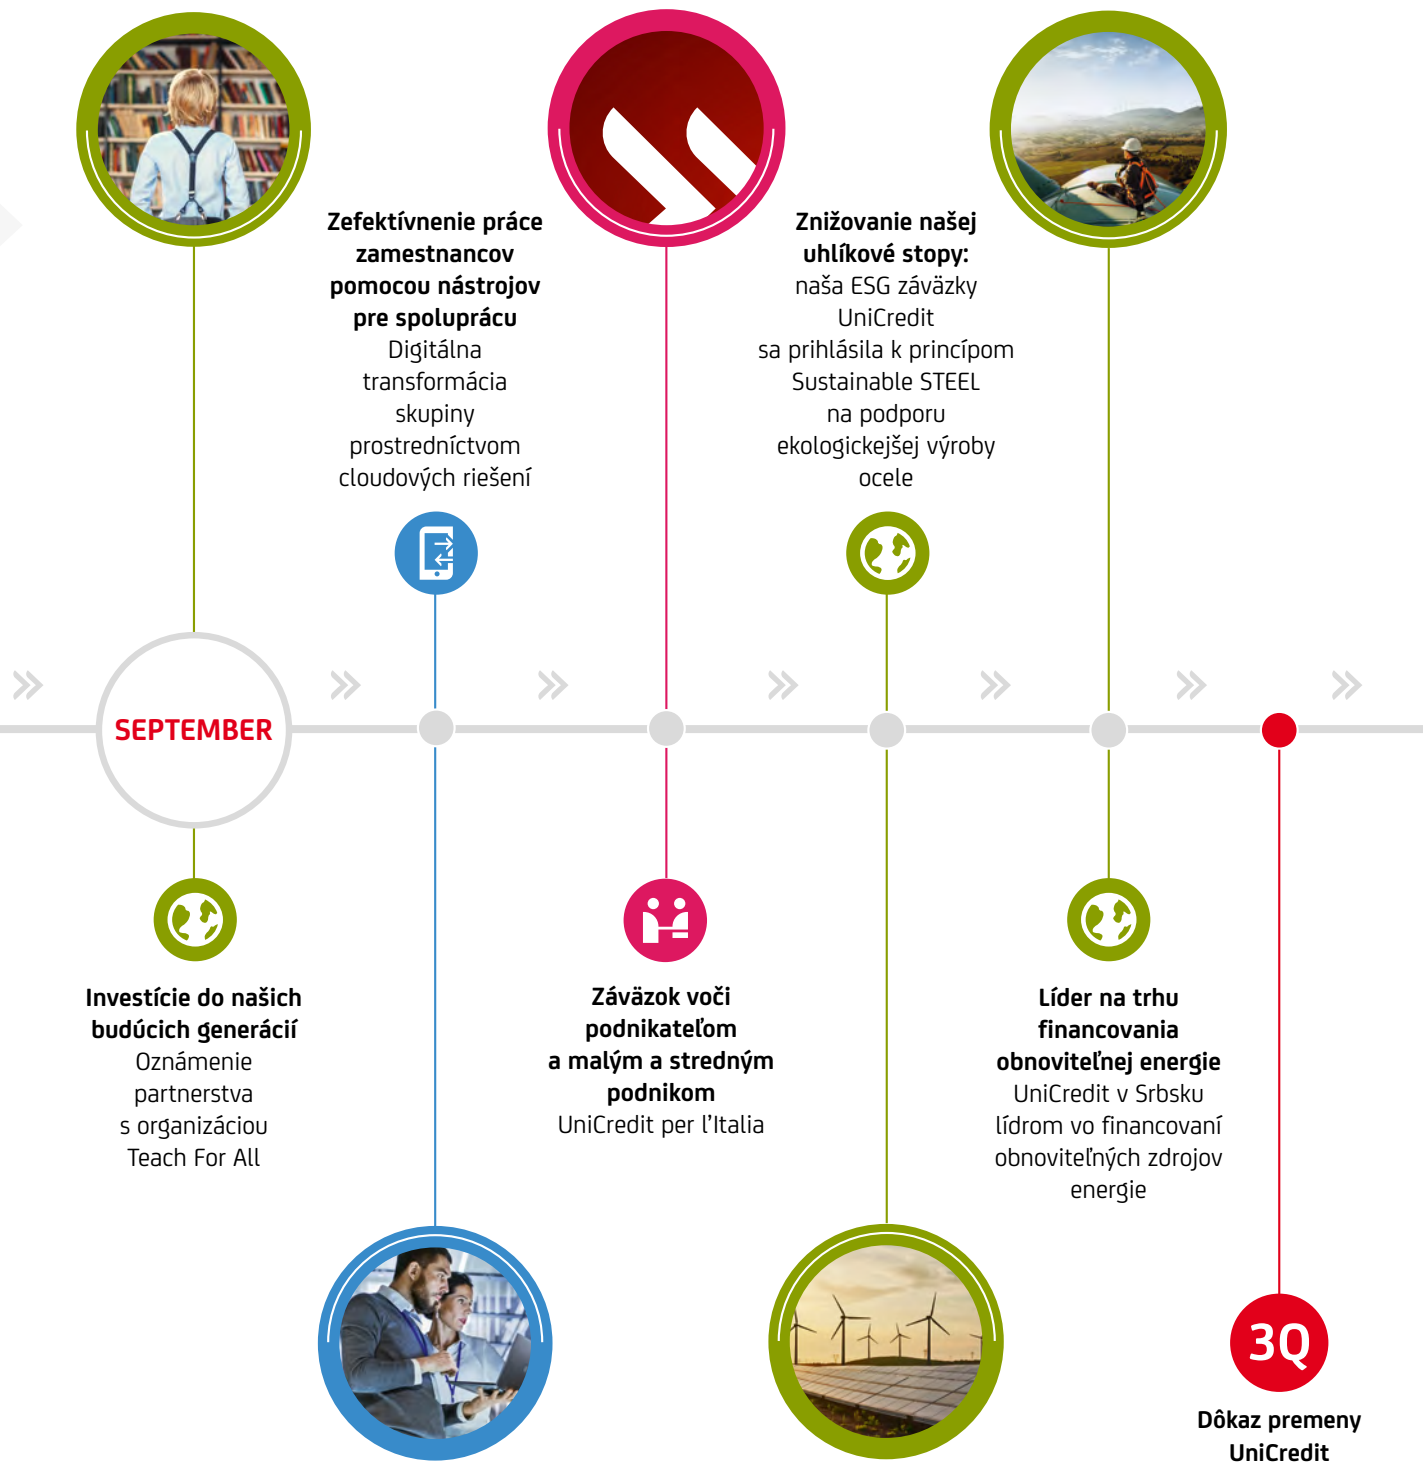 Zefektívnenie práce
zamestnancov
pomocou nástrojov
pre spoluprácu
Digitálna
transformácia
skupiny
prostredníctvom
cloudových riešení
Znižovanie našej
uhlíkové stopy:
naša ESG záväzky
UniCredit
sa prihlásila k princípom
Sustainable STEEL
na podporu
ekologickejšej výroby
ocele
SEPTEMBER
Investície do našich
budúcich generácií
Oznámenie
partnerstva
s organizáciou
Teach For All
Záväzok voči
podnikateľom
a malým a stredným
podnikom
UniCredit per l’Italia
Líder na trhu
financovania
obnoviteľnej energie
UniCredit v Srbsku
lídrom vo financovaní
obnoviteľných zdrojov
energie
3Q
Dôkaz premeny
UniCredit